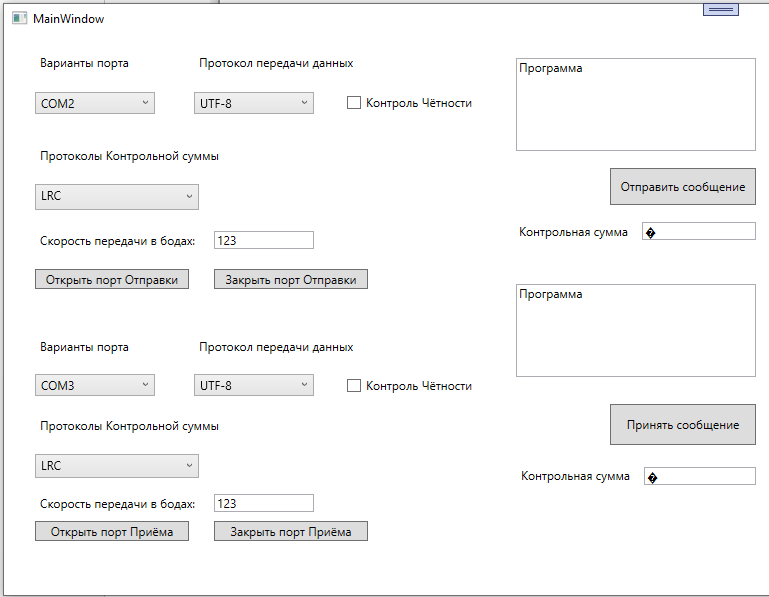 MainWindow
Варианты порта
Протокол передачи данных
COM2
UTF-8
Контроль Чётности
Программа
Протоколы Контрольной суммы
LRC
Отправить сообщение
Скорость передачи в бодах:
123
Контрольная сумма
�
Открыть порт Отправки
Закрыть порт Отправки
Программа
Варианты порта
Протокол передачи данных
COM3
UTF-8
Контроль Чётности
Протоколы Контрольной суммы
Принять сообщение
LRC
Контрольная сумма
�
Скорость передачи в бодах:
123
Открыть порт Приёма
Закрыть порт Приёма